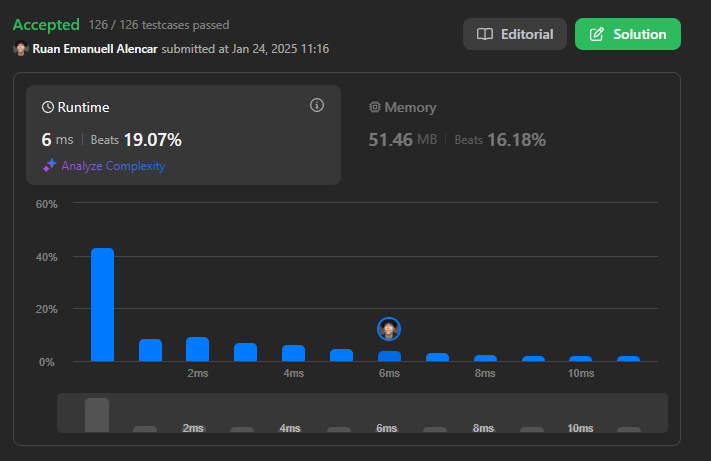 Accepted 126 / 126 testcases passed
Ruan Emanuell Alencar submitted at Jan 24, 2025 11:16
Editorial
Solution
Runtime
6 ms Beats 19.07%
Analyze Complexity
Memory
51.46 MB Beats 16.18%
60%
40%
20%
0%
2ms 4ms 6ms 8ms 10ms
2ms 4ms 6ms 8ms 10ms